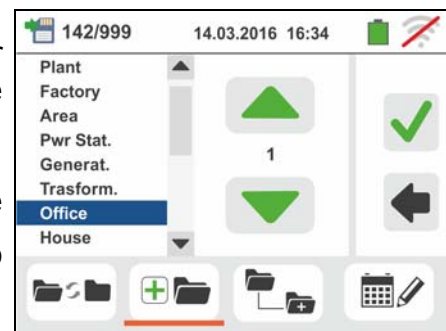 142/999 14.03.2016 16:34
Plant
Factory
Area
Pwr Stat.
Generat.
Trasform.
Office
House
1